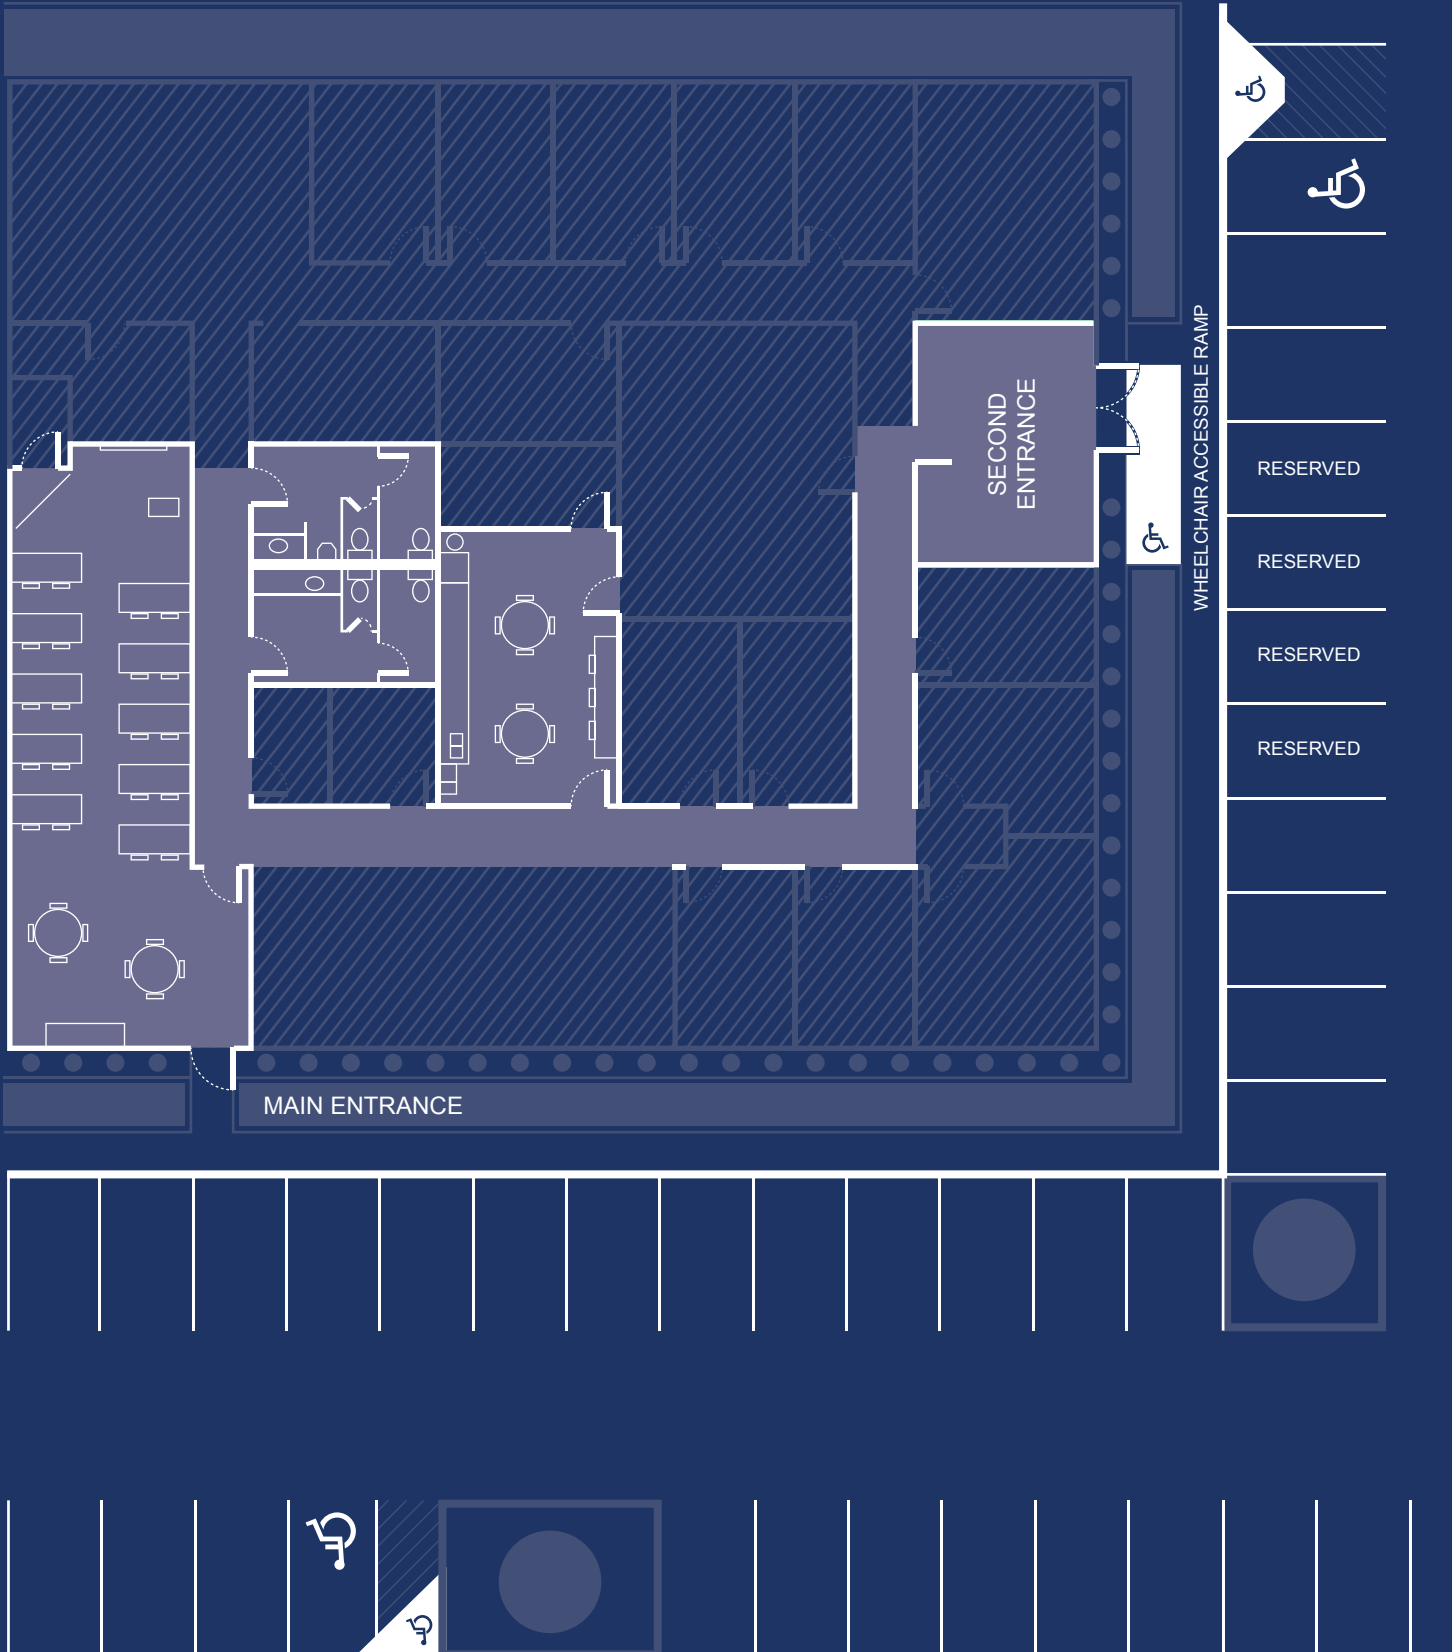 WHEELCHAIR ACCESSIBLE RAMP
SECOND
ENTRANCE
RESERVED
RESERVED
RESERVED
RESERVED
MAIN ENTRANCE